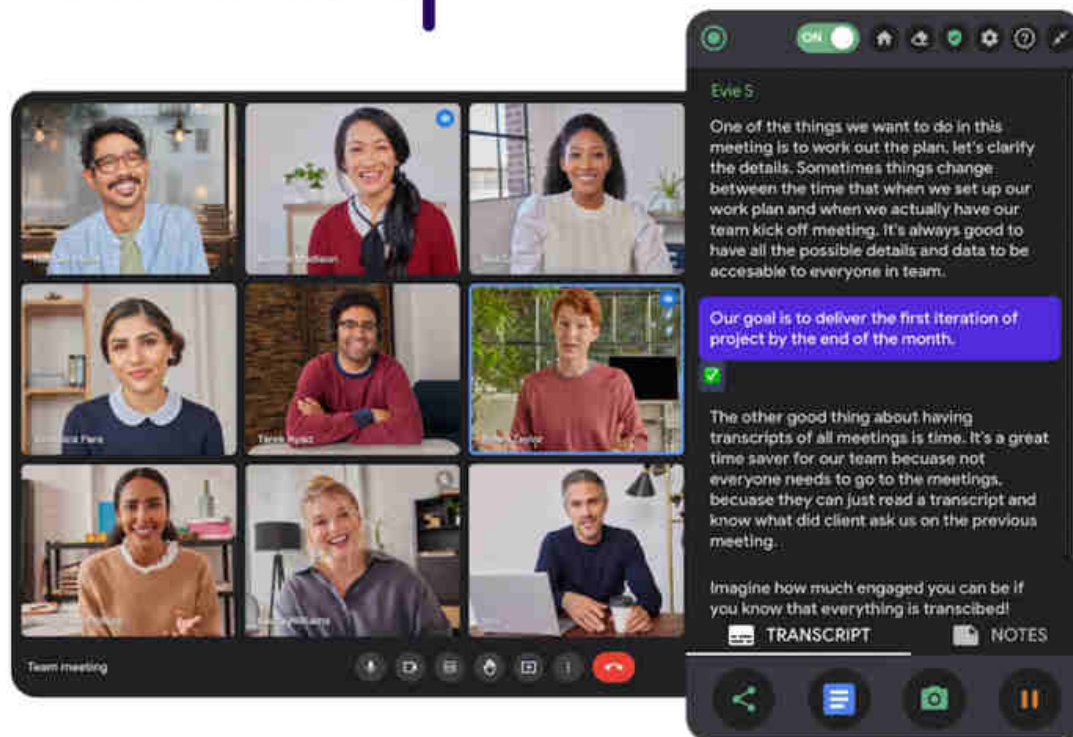 ON
Evie S
One of the things we want to do in this
meeting is to work out the plan, let's clarify
the details. Sometimes things change
between the time that when we set up our
work plan and when we actually have our
team kick off meeting. It's always good to
have all the possible details and data to be
accesable to everyone in team.
Our goal is to deliver the first iteration of
project by the end of the month.
The other good thing about having
transcripts of all meetings is time. It's a great
time saver for our team becuase not
everyone needs to go to the meetings,
becuase they can just read a transcript and
know what did client ask us on the previous
meeting.
Imagine how much engaged you can be if
you know that everything is transcibed!
TRANSCRIPT
NOTES
Madison
Pera
Taylor
Williams
You
Team meeting